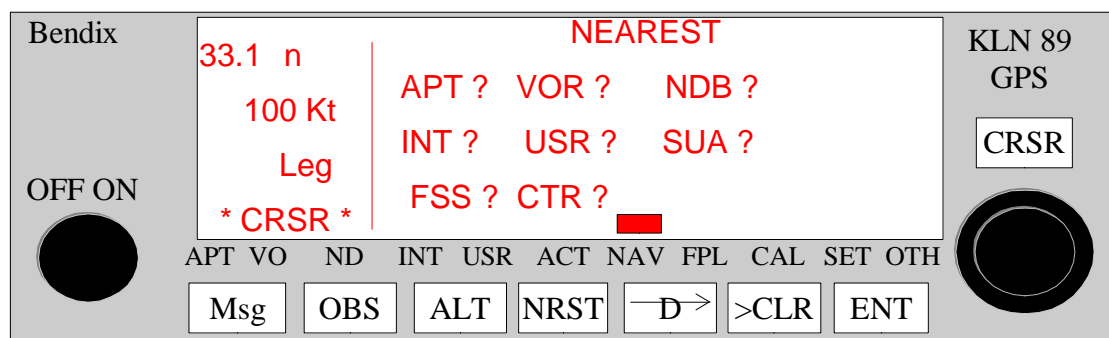 Bendix
KLN 89
GPS
CRSR
OFF ON
33.1 n
100 Kt
Leg
* CRSR *
NEAREST
APT ? VOR ? NDB ?
INT ? USR ? SUA ?
FSS ? CTR ?
APT VO ND INT USR ACT NAV FPL CAL SET OTH
Msg OBS ALT NRST D >CLR ENT